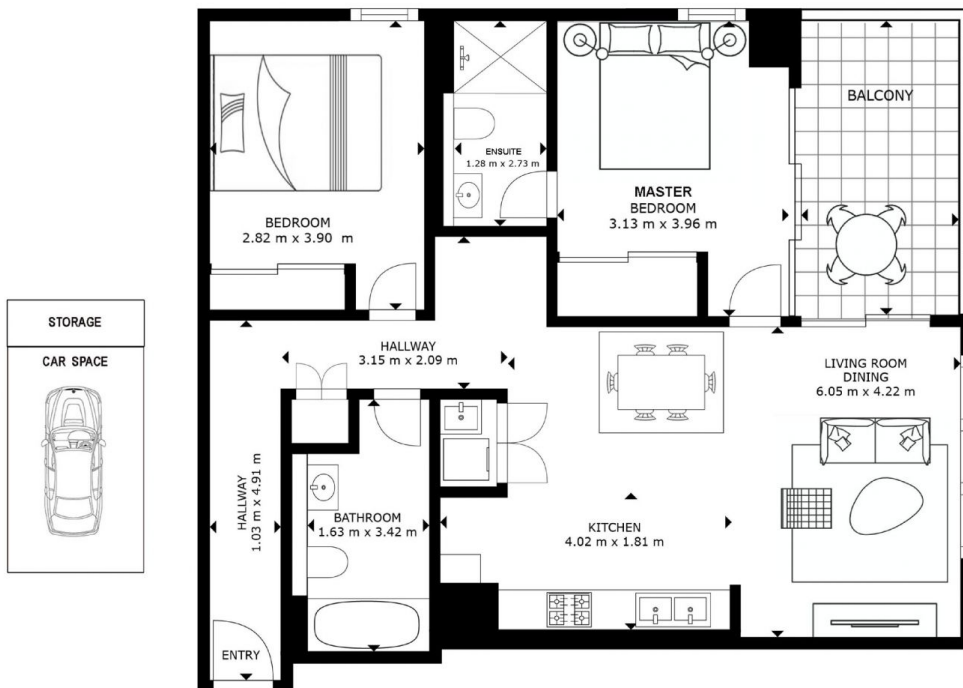 BALCONY
ENSUITE
1.28 m x 2.73 m
MASTER
BEDROOM
3.13 m x 3.96 m
BEDROOM
2.82 m x 3.90 m
STORAGE
CAR SPACE
HALLWAY
3.15 m x 2.09 m
LIVING ROOM
DINING
6.05 m x 4.22 m
HALLWAY
1.03 m x 4.91 m
BATHROOM
1.63 m x 3.42 m
KITCHEN
4.02 m x 1.81 m
ENTRY